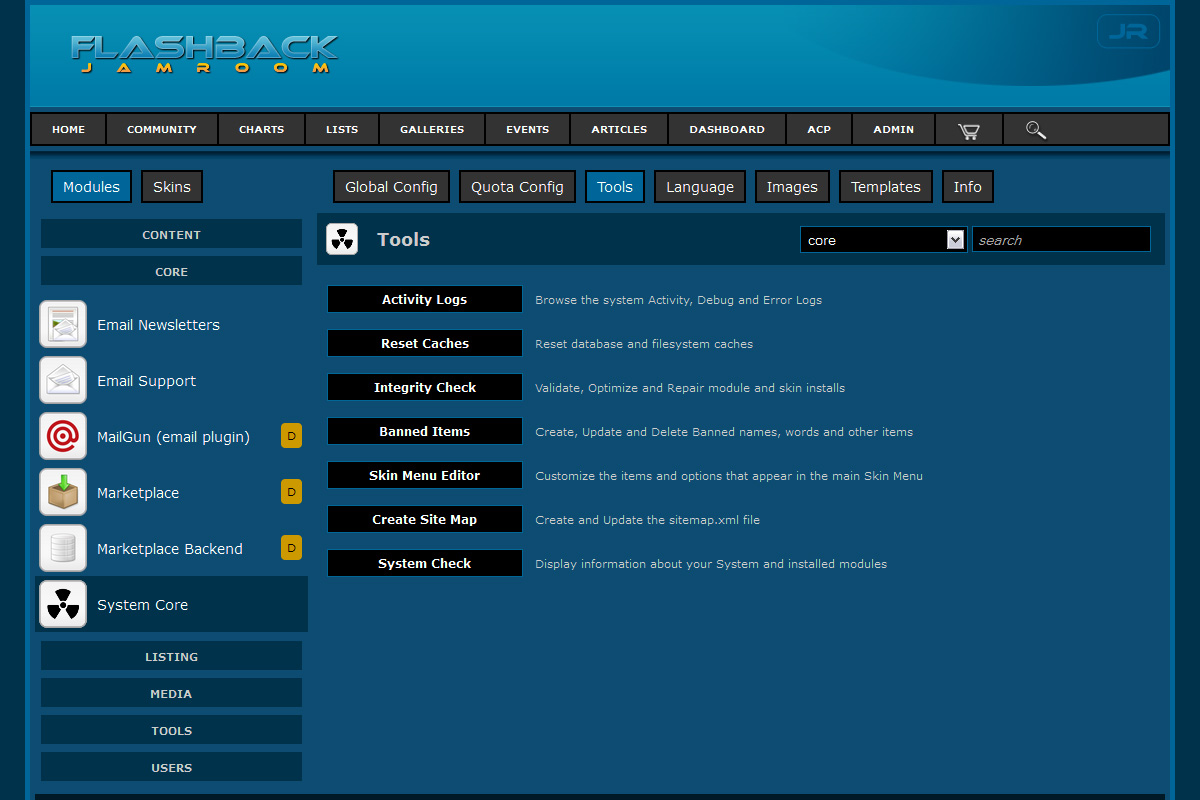 FLASHBACK
JAMROOM
JR
HOME COMMUNITY CHARTS LISTS GALLERIES EVENTS ARTICLES DASHBOARD ACP ADMIN
Modules Skins
Global Config Quota Config Tools Language Images Templates Info
CONTENT
CORE
Email Newsletters
Email Support
MailGun (email plugin) D
Marketplace D
Marketplace Backend D
System Core
LISTING
MEDIA
TOOLS
USERS
Tools core search
Activity Logs Browse the system Activity, Debug and Error Logs
Reset Caches Reset database and filesystem caches
Integrity Check Validate, Optimize and Repair module and skin installs
Banned Items Create, Update and Delete Banned names, words and other items
Skin Menu Editor Customize the items and options that appear in the main Skin Menu
Create Site Map Create and Update the sitemap.xml file
System Check Display information about your System and installed modules